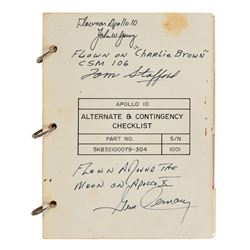 Flown on Apollo 10
John W. Young
FLOWN ON "CHARLIE BROWN"
CSM 106
Tom Stafford
APOLLO 10
ALTERNATE & CONTINGENCY
CHECKLIST
PART NO. S/N
SKB32100079-304 1001
FLOWN AROUND THE
MOON ON APOLLO X
Gene Cernan